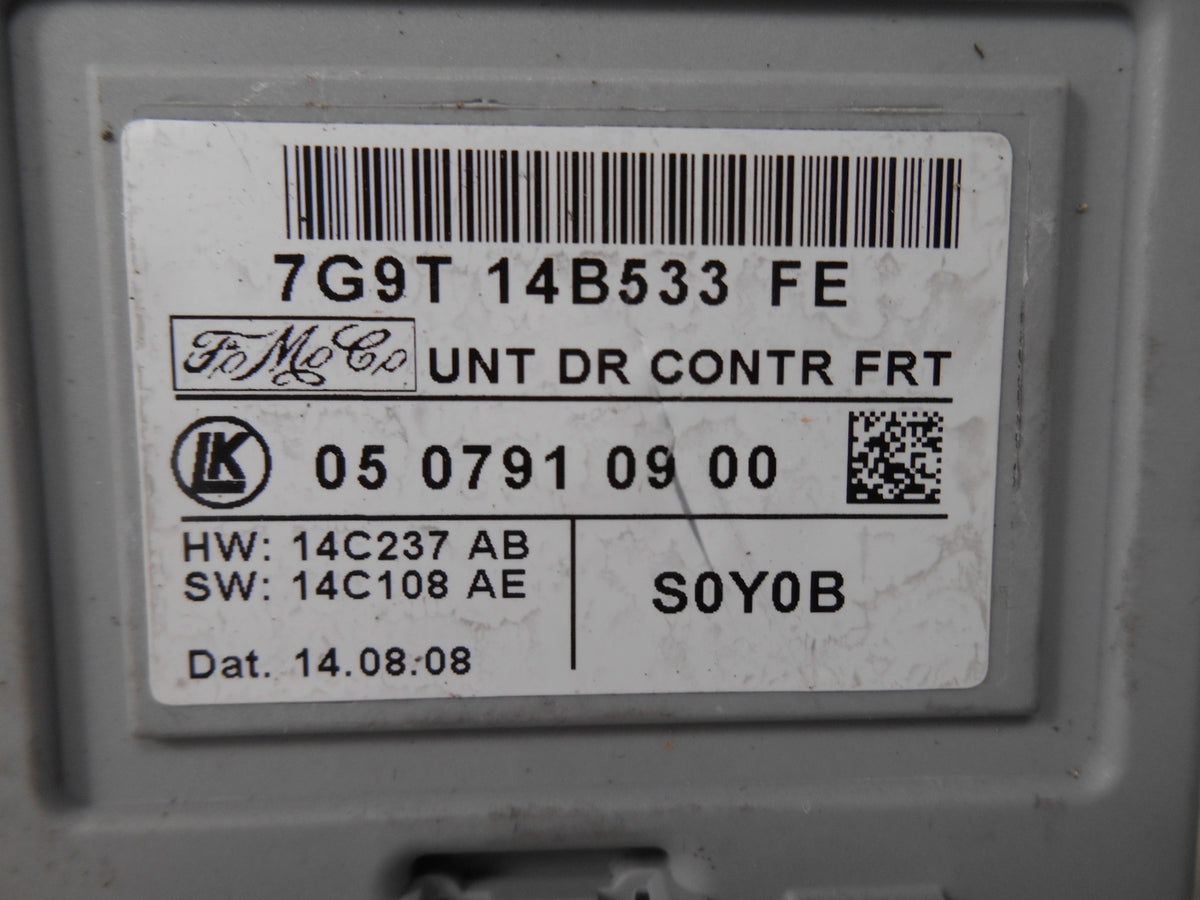 7G9T 14B533 FE
FoMoCo UNT DR CONTR FRT
LK 05 0791 09 00
HW: 14C237 AB
SW: 14C108 AE
S0Y0B
Dat. 14.08.08